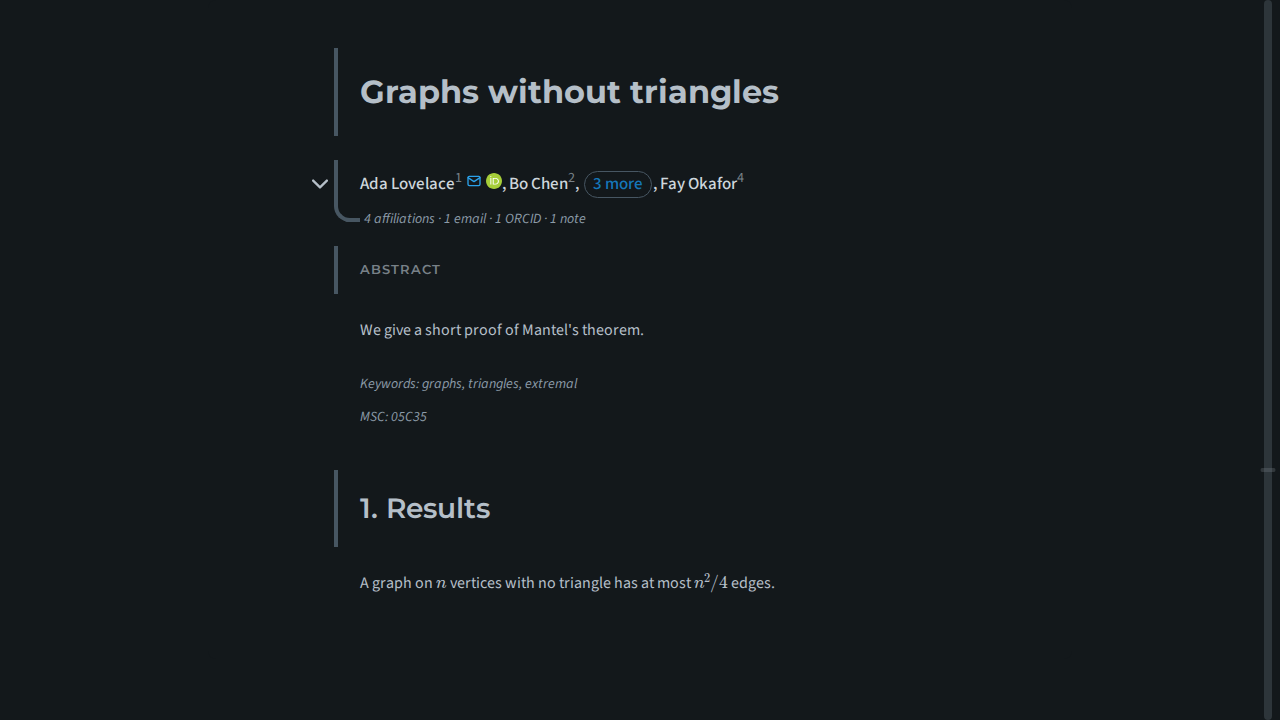 Graphs without triangles
Ada Lovelace1 iD, Bo Chen2, 3 more, Fay Okafor4
4 affiliations · 1 email · 1 ORCID · 1 note
ABSTRACT
We give a short proof of Mantel's theorem.
Keywords: graphs, triangles, extremal
MSC: 05C35
1. Results
A graph on n vertices with no triangle has at most n²/4 edges.